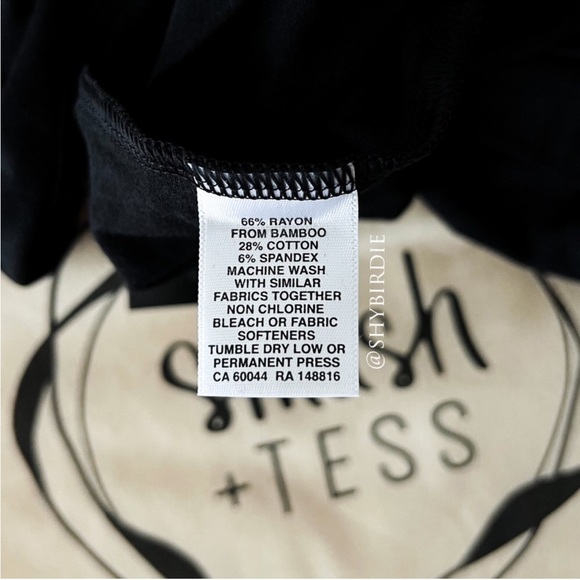 66% RAYON
FROM BAMBOO
28% COTTON
6% SPANDEX
MACHINE WASH
WITH SIMILAR
FABRICS TOGETHER
NON CHLORINE
BLEACH OR FABRIC
SOFTENERS
TUMBLE DRY LOW OR
PERMANENT PRESS
CA 60044 RA 148816
@SHYBIRDIE
+ TESS